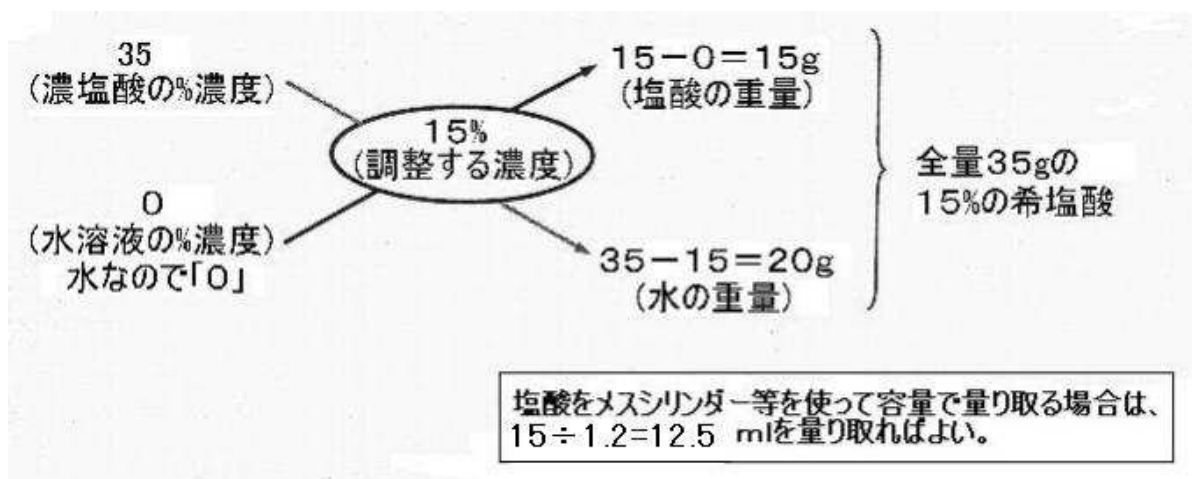 35
(濃塩酸の%濃度)
0
(水溶液の%濃度)
水なので「0」
15%
(調整する濃度)
15-0=15g
(塩酸の重量)
35-15=20g
(水の重量)
全量35gの
15%の希塩酸
塩酸をメスシリンダー等を使って容量で量り取る場合は、
15÷1.2=12.5 mlを量り取ればよい。